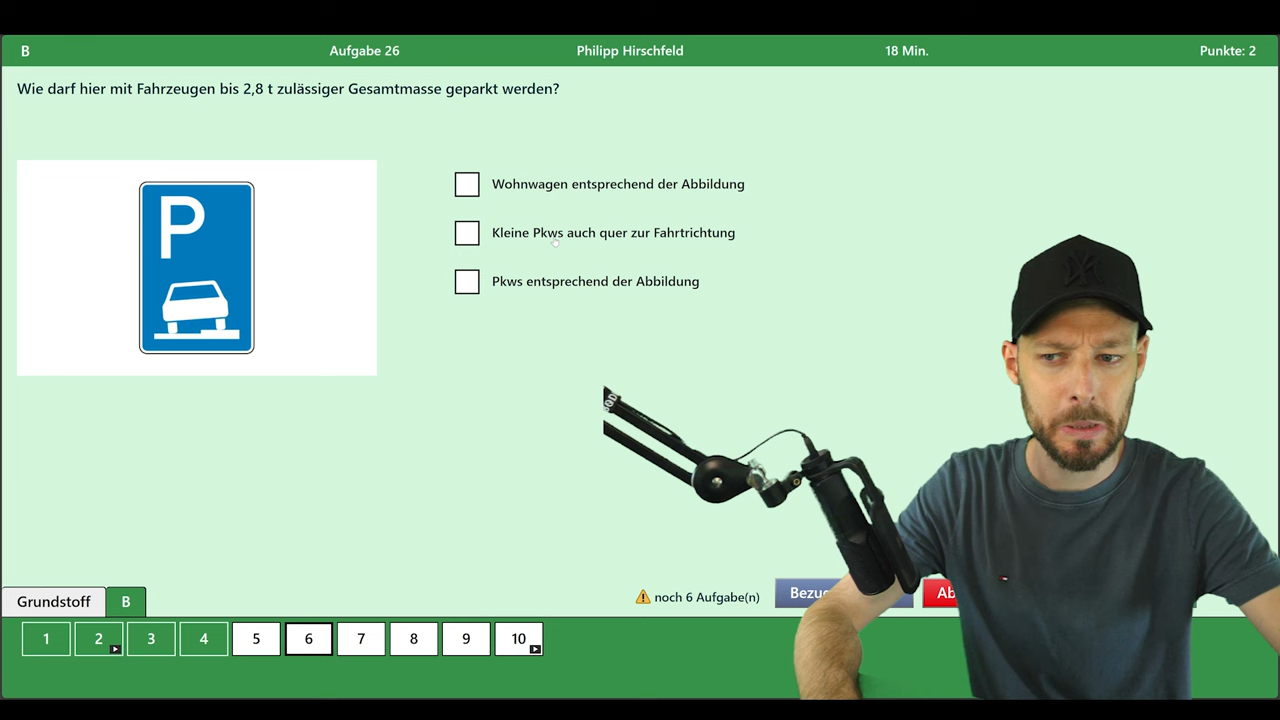 B
Aufgabe 26
Philipp Hirschfeld
18 Min.
Punkte: 2
Wie darf hier mit Fahrzeugen bis 2,8 t zulässiger Gesamtmasse geparkt werden?
P
Wohnwagen entsprechend der Abbildung
Kleine Pkws auch quer zur Fahrtrichtung
Pkws entsprechend der Abbildung
Grundstoff
B
noch 6 Aufgabe(n)
1
2
3
4
5
6
7
8
9
10